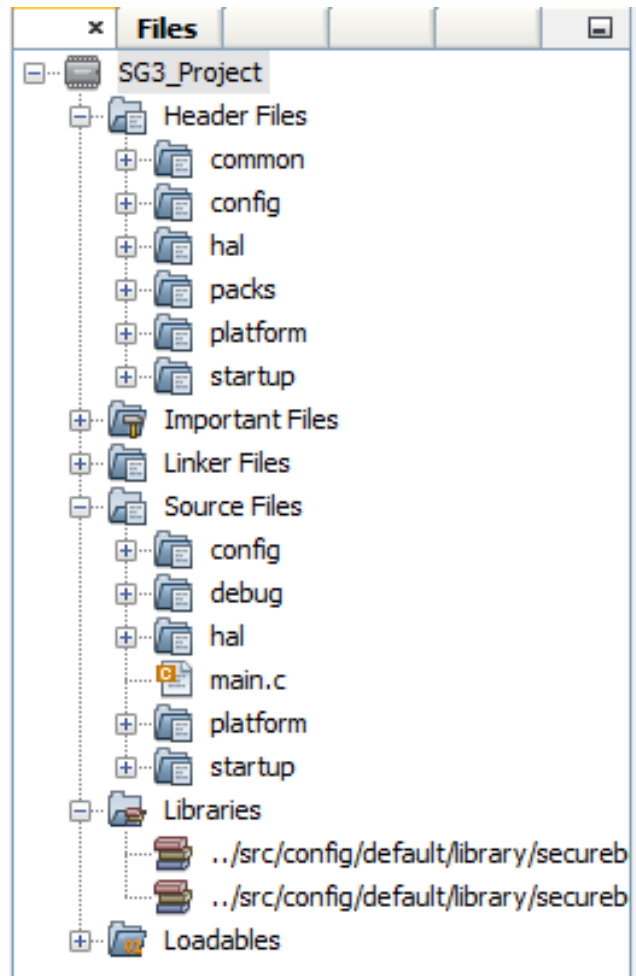 Files
SG3_Project
Header Files
common
config
hal
packs
platform
startup
Important Files
Linker Files
Source Files
config
debug
hal
main.c
platform
startup
Libraries
../src/config/default/library/secureb
../src/config/default/library/secureb
Loadables